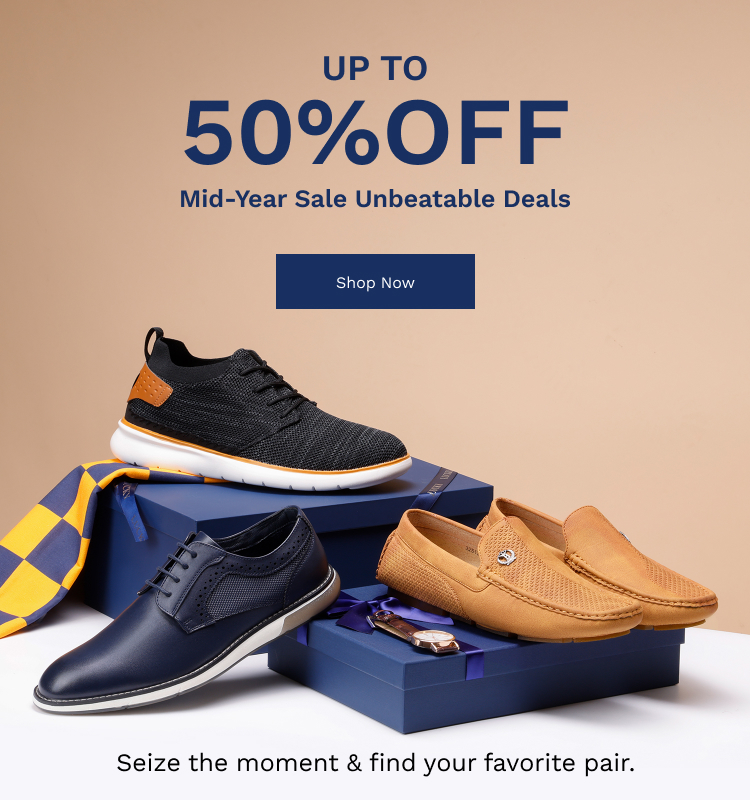 UP TO
50%OFF
Mid-Year Sale Unbeatable Deals
Shop Now
Seize the moment & find your favorite pair.